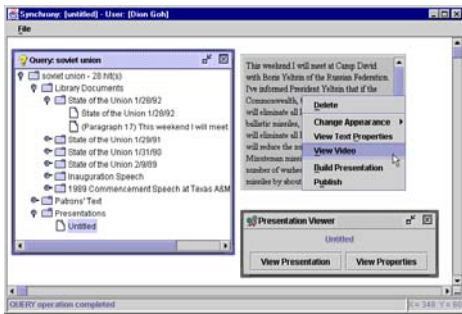 Synchrony: [untitled] - User: [Dion Goh]
File
Query: soviet union
soviet union - 28 hit(s)
Library Documents
State of the Union 1/28/92
State of the Union 1/28/92
(Paragraph 17) This weekend I will meet
State of the Union 1/29/91
State of the Union 1/31/90
State of the Union 2/9/89
Inauguration Speech
1989 Commencement Speech at Texas A&M
Patrons' Text
Presentations
Untitled
This weekend I will meet at Camp David
with Boris Yeltsin of the Russian Federation.
I've informed President Yeltsin that if the
Commonwealth,
will eliminate all
ballistic missiles,
will eliminate all
will reduce the
Minuteman
number of
missiles by about
Delete
Change Appearance
View Text Properties
View Video
Build Presentation
Publish
Presentation Viewer
Untitled
View Presentation
View Properties
QUERY operation completed
X= 348 Y= 60